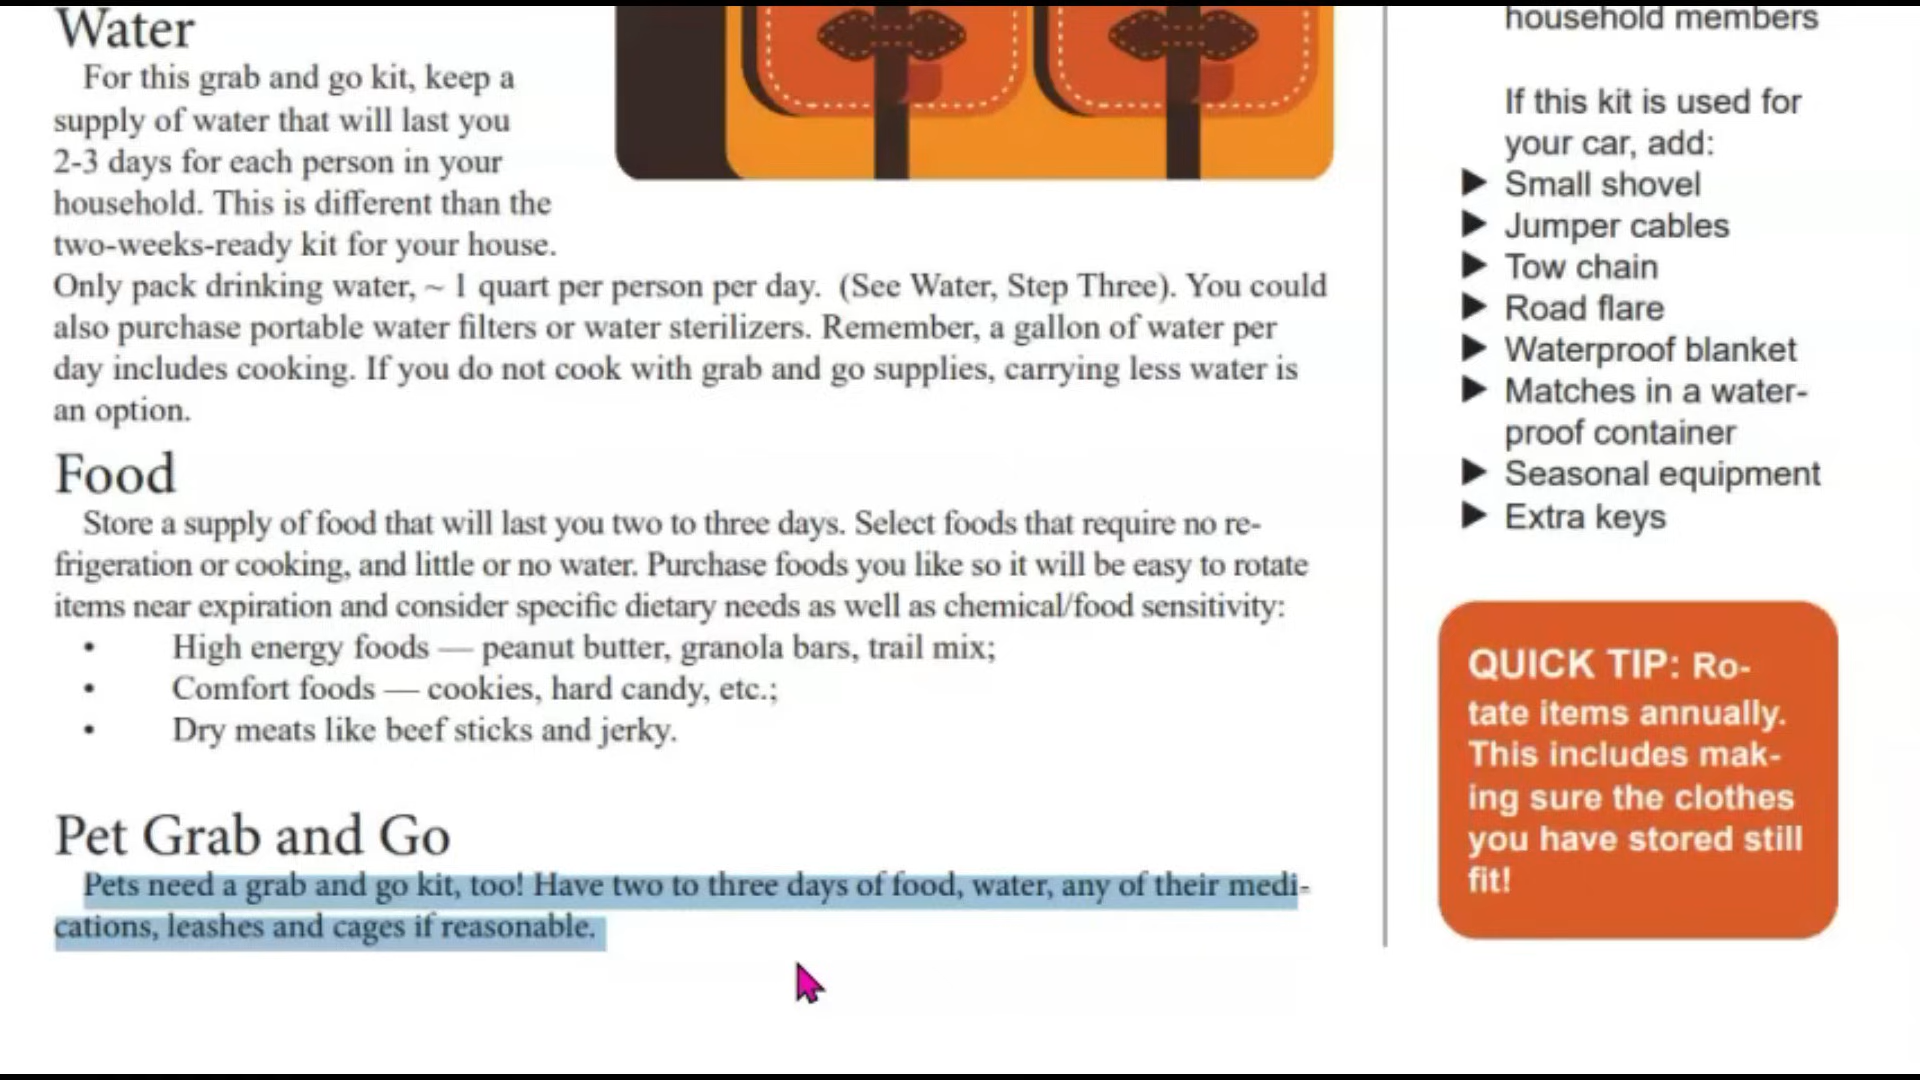 Water
For this grab and go kit, keep a
supply of water that will last you
2-3 days for each person in your
household. This is different than the
two-weeks-ready kit for your house.
Only pack drinking water, ~ 1 quart per person per day.  (See Water, Step Three). You could
also purchase portable water filters or water sterilizers. Remember, a gallon of water per
day includes cooking. If you do not cook with grab and go supplies, carrying less water is
an option.
Food
Store a supply of food that will last you two to three days. Select foods that require no re-
frigeration or cooking, and little or no water. Purchase foods you like so it will be easy to rotate
items near expiration and consider specific dietary needs as well as chemical/food sensitivity:
• High energy foods — peanut butter, granola bars, trail mix;
• Comfort foods — cookies, hard candy, etc.;
• Dry meats like beef sticks and jerky.
Pet Grab and Go
Pets need a grab and go kit, too! Have two to three days of food, water, any of their medi-
cations, leashes and cages if reasonable.
household members
If this kit is used for
your car, add:
▶ Small shovel
▶ Jumper cables
▶ Tow chain
▶ Road flare
▶ Waterproof blanket
▶ Matches in a water-
proof container
▶ Seasonal equipment
▶ Extra keys
QUICK TIP: Ro-
tate items annually.
This includes mak-
ing sure the clothes
you have stored still
fit!